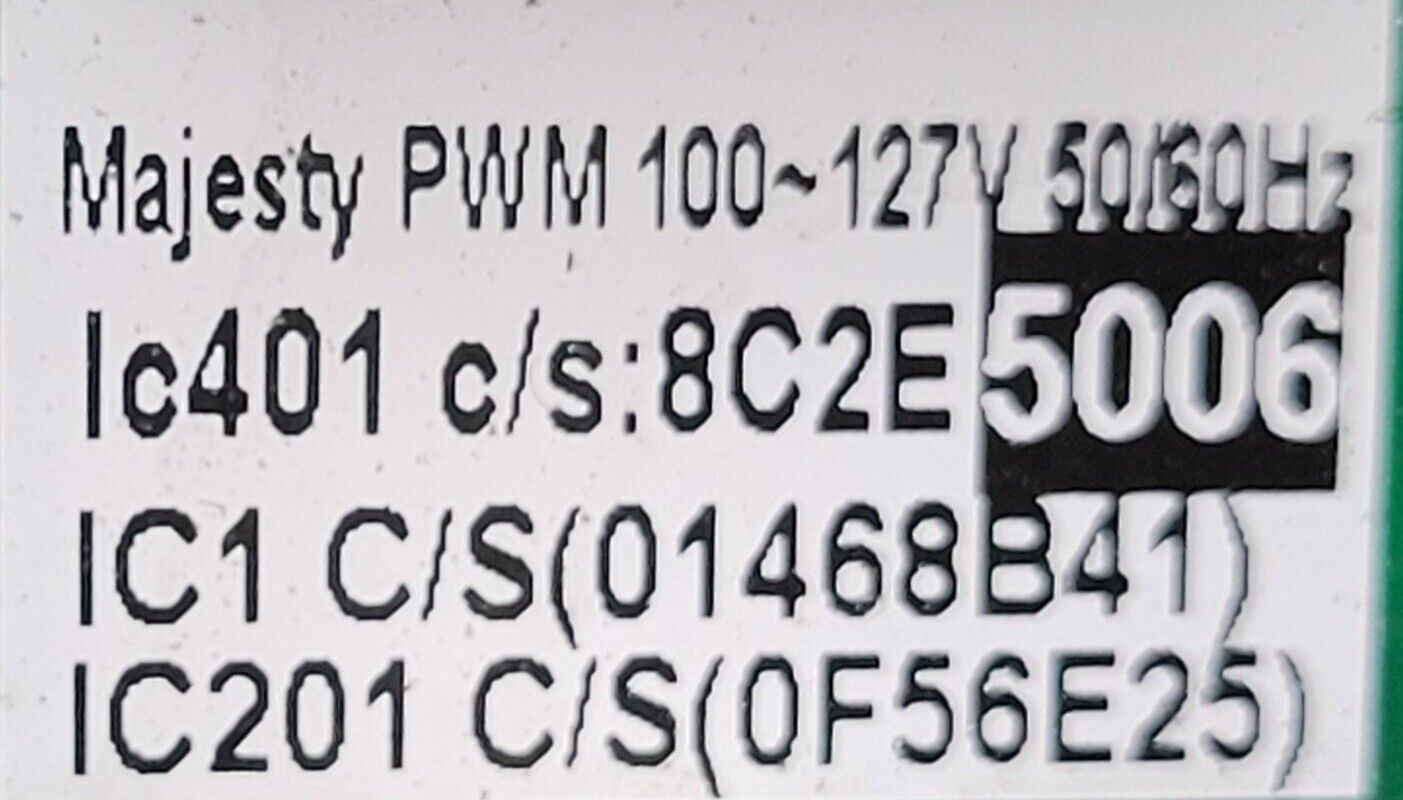 Majesty PWM 100~127V 50/60Hz
Ic401 c/s:8C2E 5006
IC1 C/S(01468B41)
IC201 C/S(0F56E25)